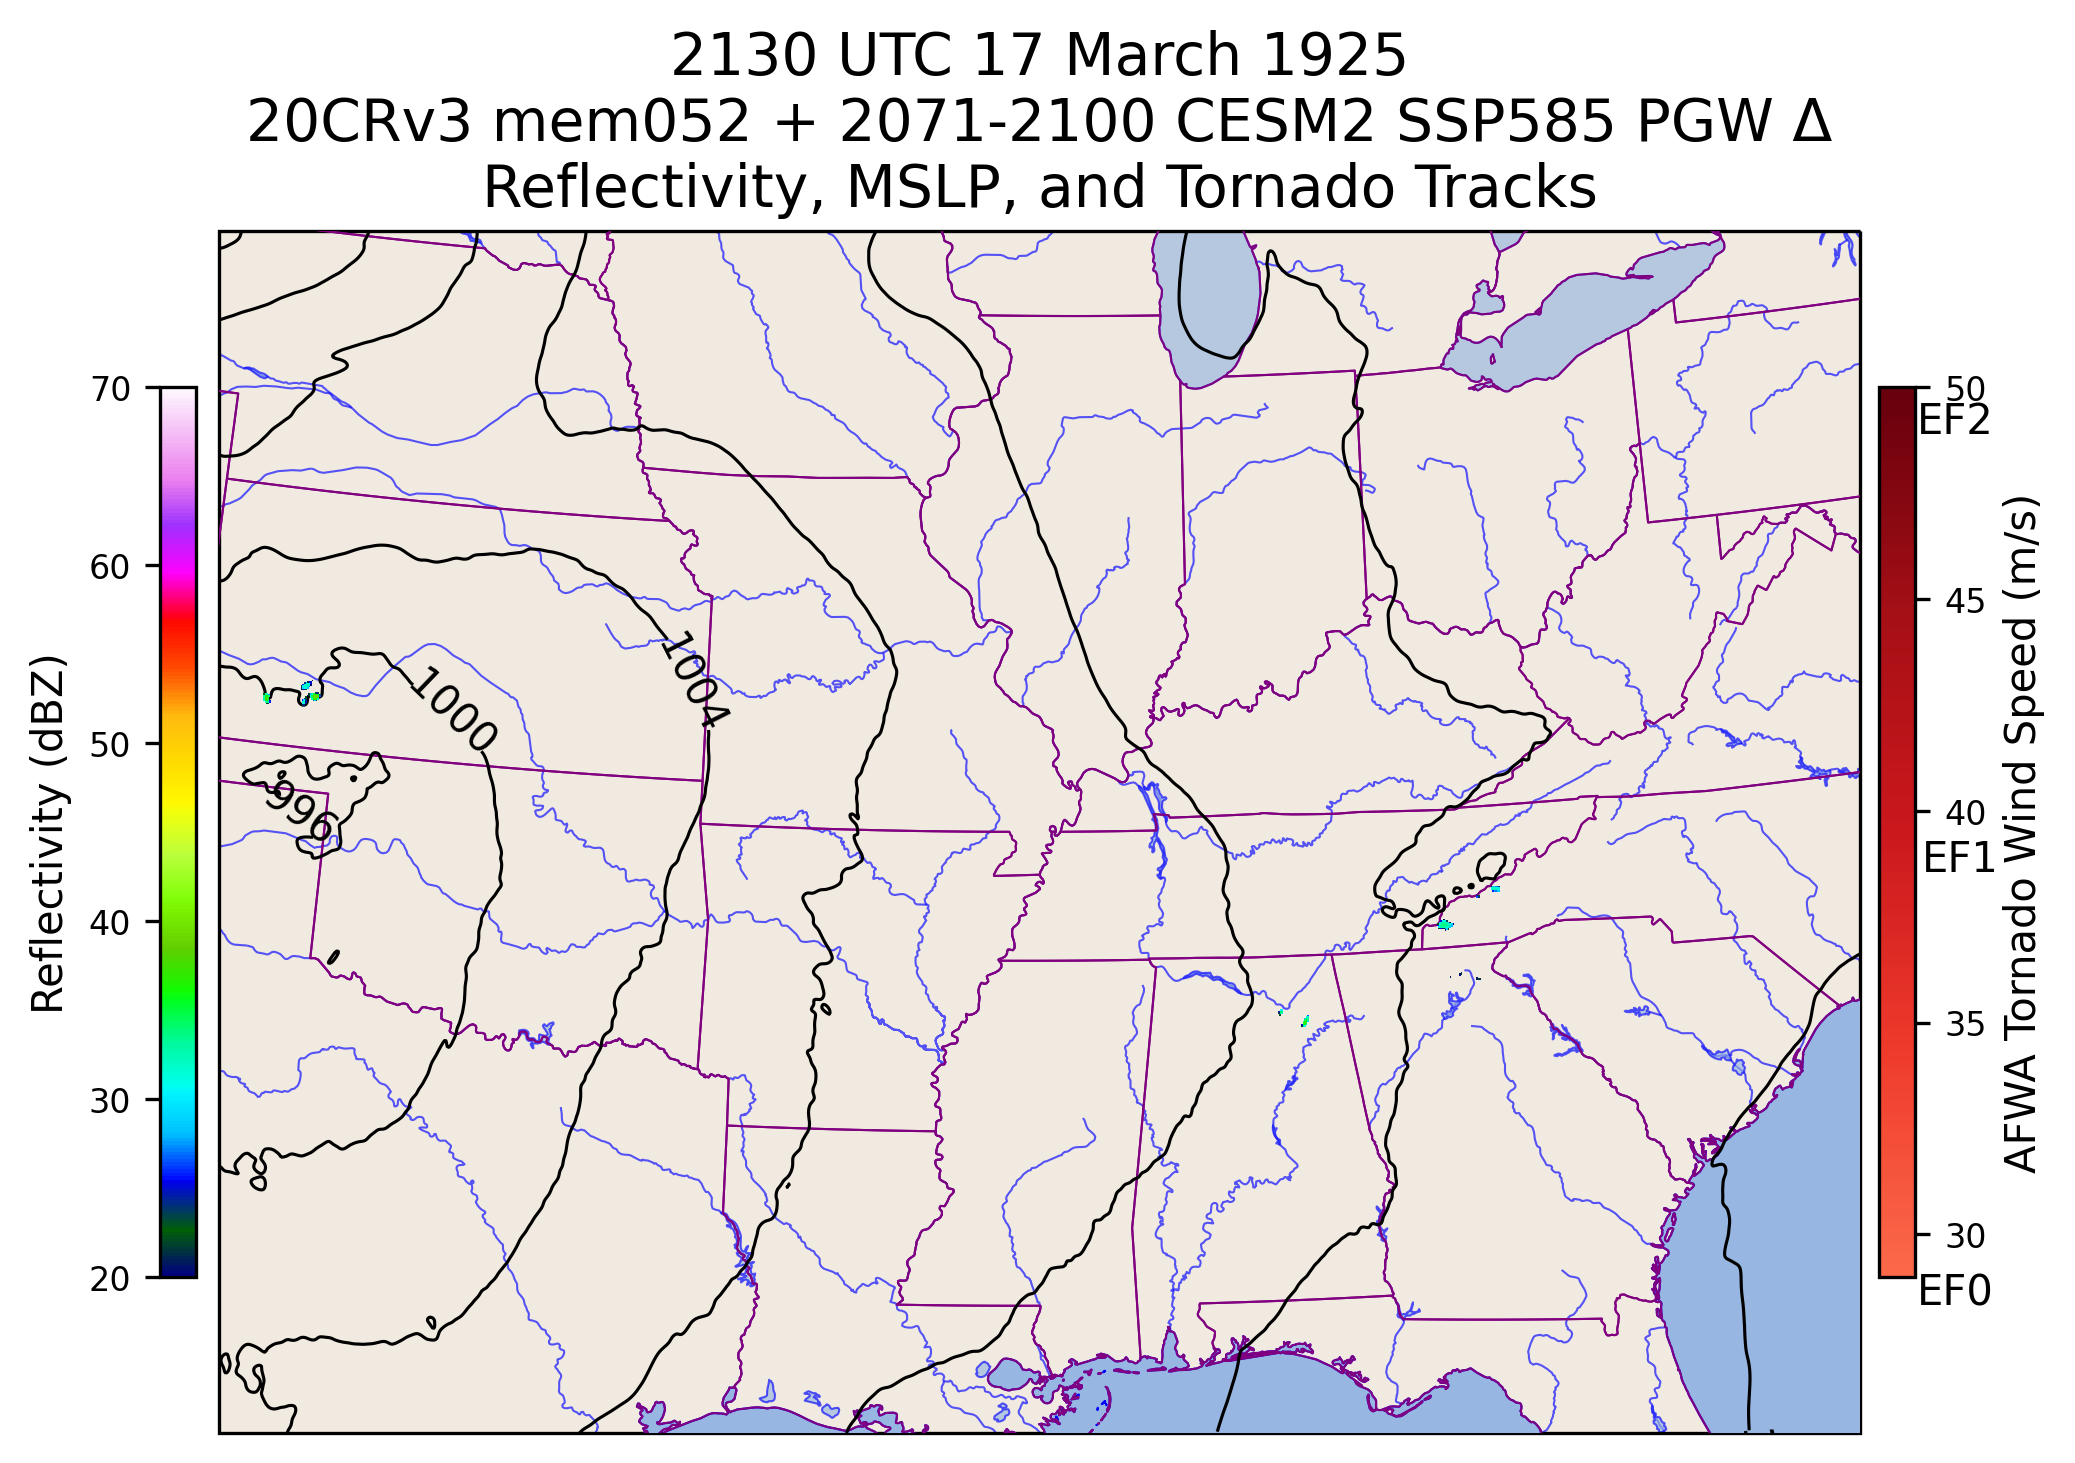 2130 UTC 17 March 1925
20CRv3 mem052 + 2071-2100 CESM2 SSP585 PGW Δ
Reflectivity, MSLP, and Tornado Tracks
Reflectivity (dBZ)
70
60
50
40
30
20
1004
1000
996
50
EF2
45
40
EF1
35
30
EF0
AFWA Tornado Wind Speed (m/s)